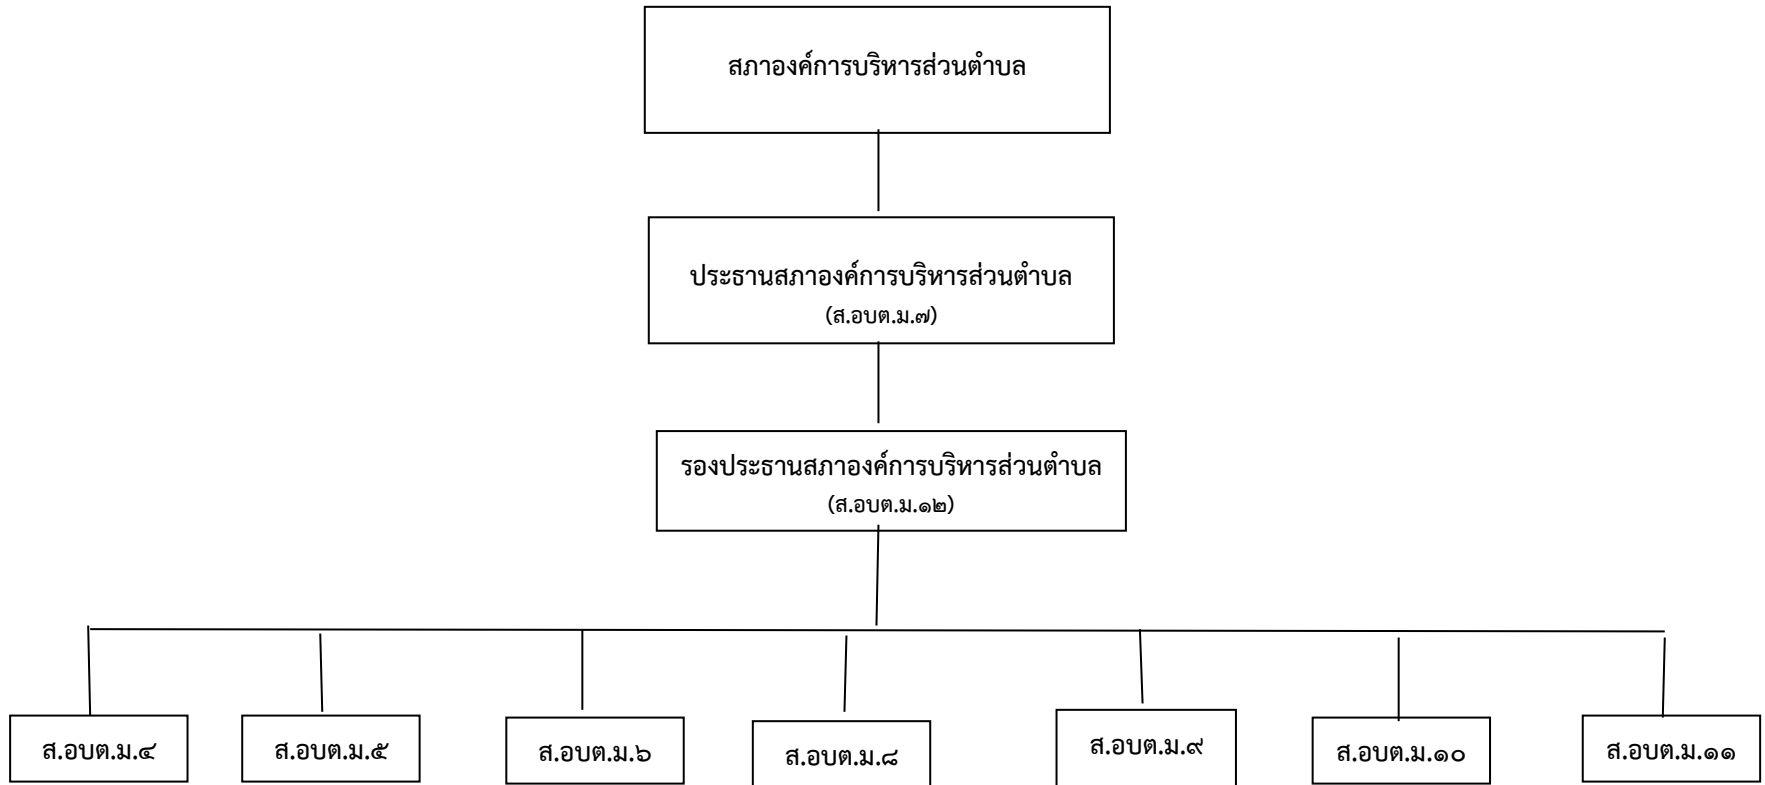 สภาองค์การบริหารส่วนตำบล
ประธานสภาองค์การบริหารส่วนตำบล
(ส.อบต.ม.๗)
รองประธานสภาองค์การบริหารส่วนตำบล
(ส.อบต.ม.๑๒)
ส.อบต.ม.๔
ส.อบต.ม.๕
ส.อบต.ม.๖
ส.อบต.ม.๘
ส.อบต.ม.๙
ส.อบต.ม.๑๐
ส.อบต.ม.๑๑